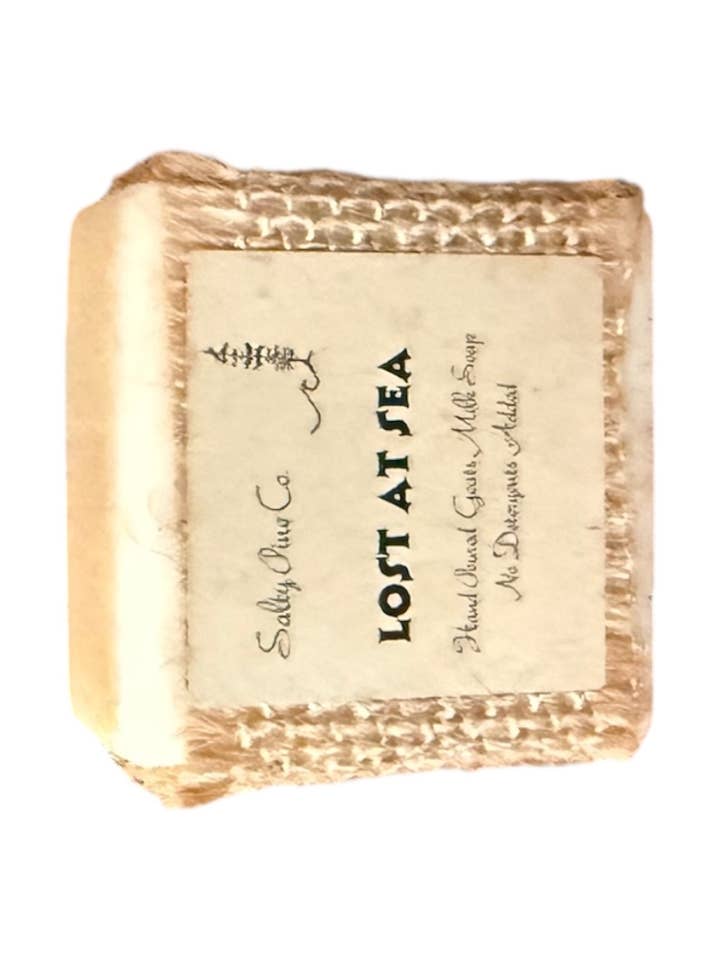 Salty Pine Co.
LOST AT SEA
Hand Poured Goats Milk Soap
No Detergents Added